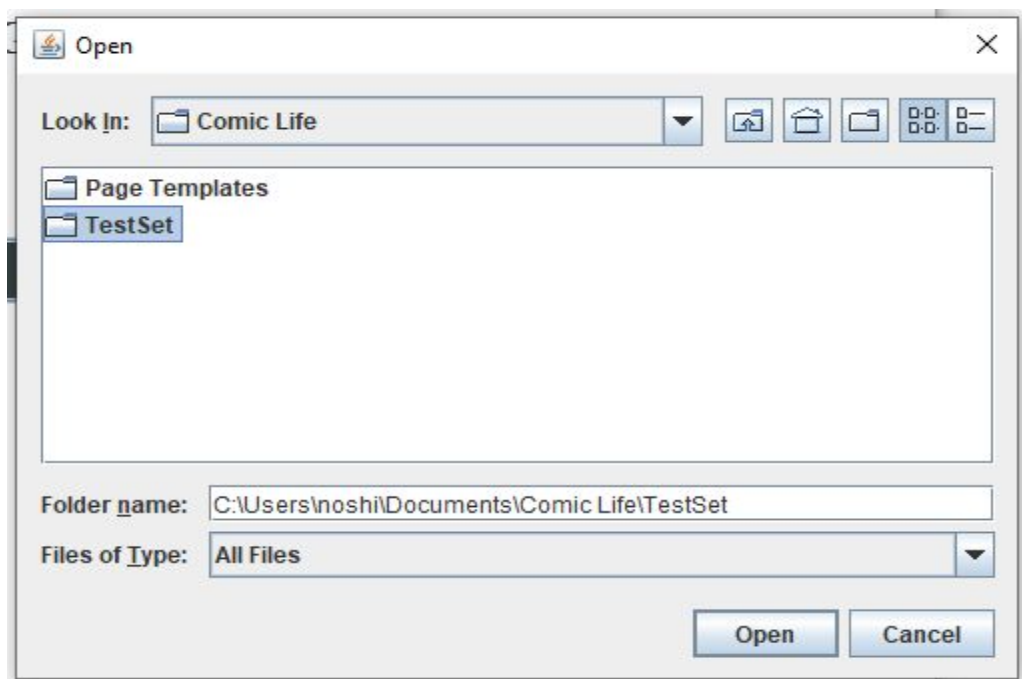 Open
Look In: Comic Life
Page Templates
TestSet
Folder name: C:\Users\noshi\Documents\Comic Life\TestSet
Files of Type: All Files
Open Cancel